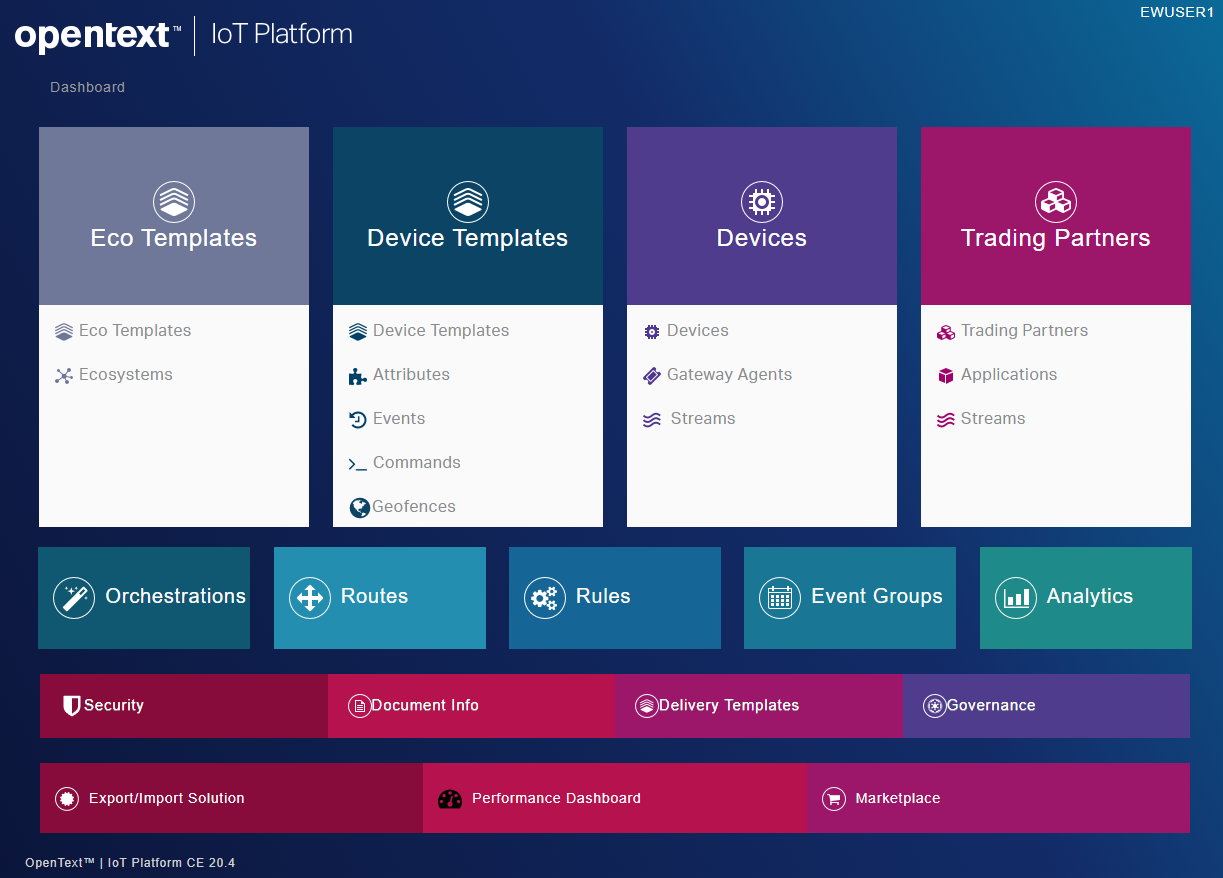 EWUSER1
opentext™ | IoT Platform
Dashboard
Eco Templates
Eco Templates
Ecosystems
Device Templates
Device Templates
Attributes
Events
Commands
Geofences
Devices
Devices
Gateway Agents
Streams
Trading Partners
Trading Partners
Applications
Streams
Orchestrations
Routes
Rules
Event Groups
Analytics
Security
Document Info
Delivery Templates
Governance
Export/Import Solution
Performance Dashboard
Marketplace
OpenText™ | IoT Platform CE 20.4